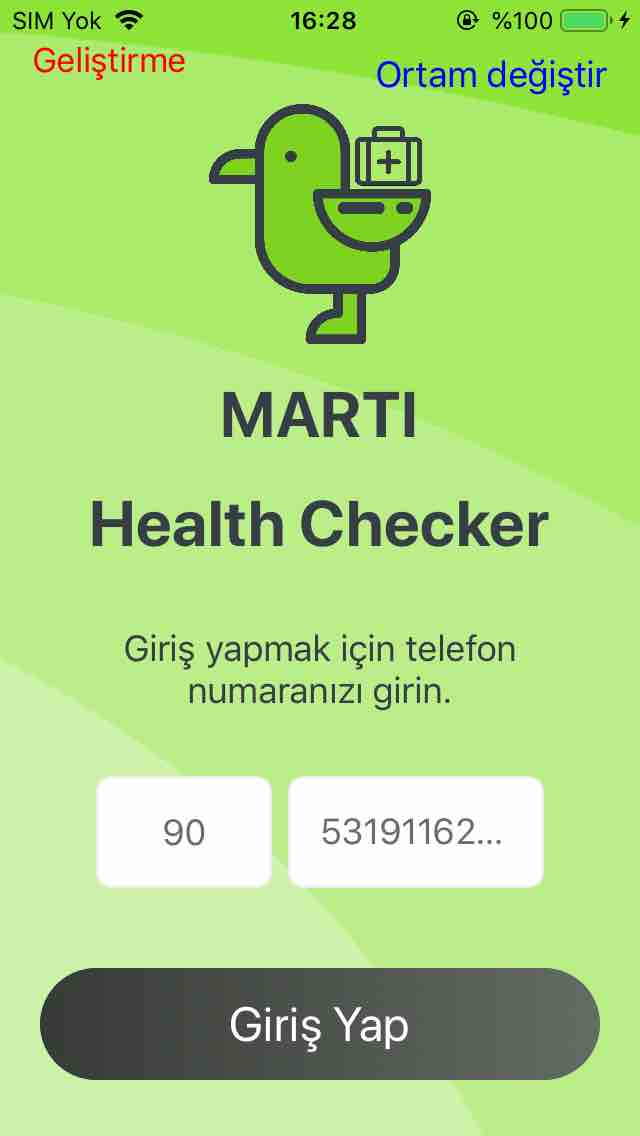 SIM Yok 16:28 %100
Geliştirme
Ortam değiştir
MARTI
Health Checker
Giriş yapmak için telefon
numaranızı girin.
90 53191162...
Giriş Yap